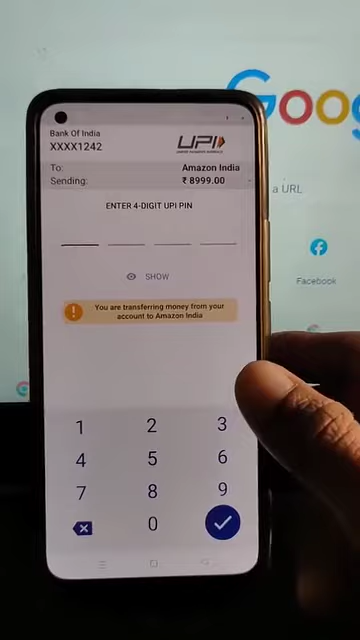 Bank Of India
XXXX1242
UPI
To:
Amazon India
Sending:
₹ 8999.00
ENTER 4-DIGIT UPI PIN
SHOW
You are transferring money from your
account to Amazon India
1 2 3
4 5 6
7 8 9
0
Goog
a URL
Facebook